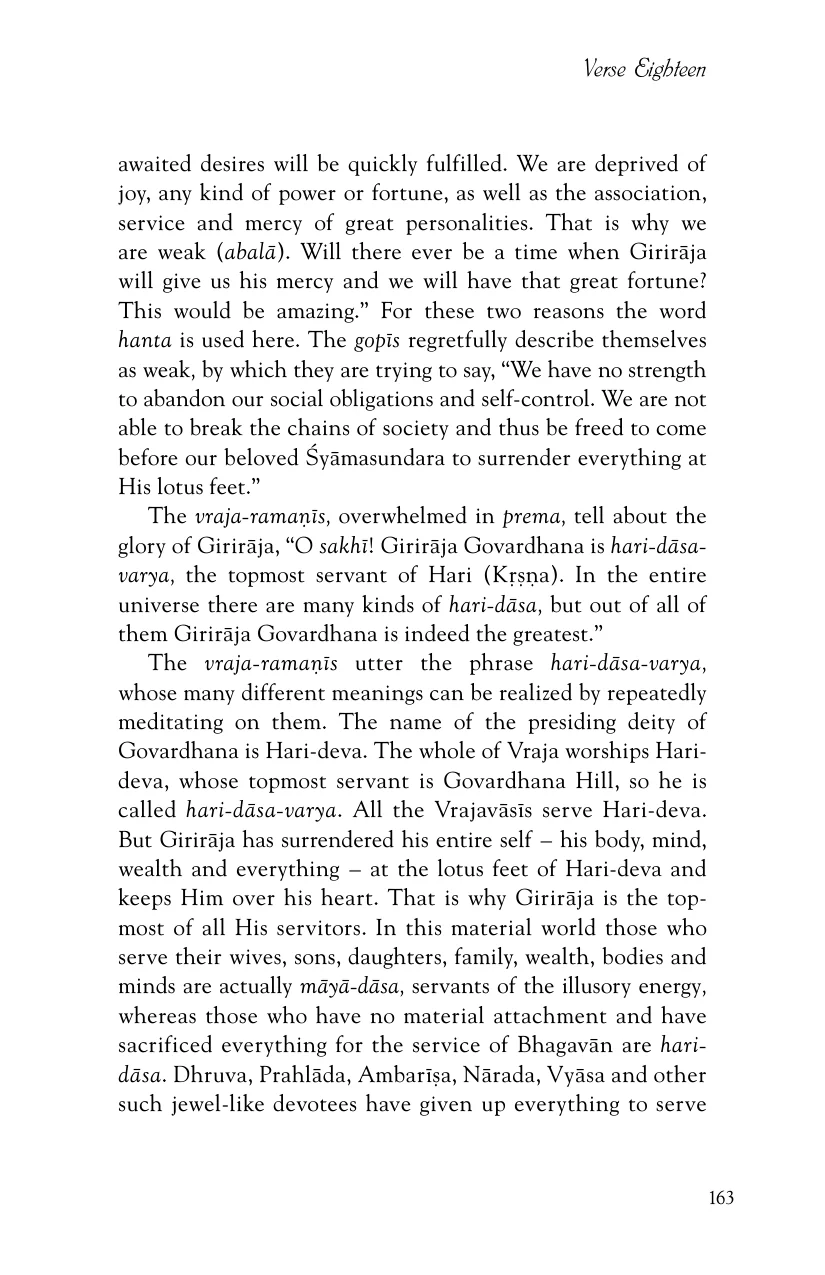 Verse Eighteen
awaited desires will be quickly fulfilled. We are deprived of
joy, any kind of power or fortune, as well as the association,
service and mercy of great personalities. That is why we
are weak (abalā). Will there ever be a time when Girirāja
will give us his mercy and we will have that great fortune?
This would be amazing.” For these two reasons the word
hanta is used here. The gopīs regretfully describe themselves
as weak, by which they are trying to say, “We have no strength
to abandon our social obligations and self-control. We are not
able to break the chains of society and thus be freed to come
before our beloved Śyāmasundara to surrender everything at
His lotus feet.”
The vraja-ramaṇīs, overwhelmed in prema, tell about the
glory of Girirāja, “O sakhī! Girirāja Govardhana is hari-dāsa-
varya, the topmost servant of Hari (Kṛṣṇa). In the entire
universe there are many kinds of hari-dāsa, but out of all of
them Girirāja Govardhana is indeed the greatest.”
The vraja-ramaṇīs utter the phrase hari-dāsa-varya,
whose many different meanings can be realized by repeatedly
meditating on them. The name of the presiding deity of
Govardhana is Hari-deva. The whole of Vraja worships Hari-
deva, whose topmost servant is Govardhana Hill, so he is
called hari-dāsa-varya. All the Vrajavāsīs serve Hari-deva.
But Girirāja has surrendered his entire self – his body, mind,
wealth and everything – at the lotus feet of Hari-deva and
keeps Him over his heart. That is why Girirāja is the top-
most of all His servitors. In this material world those who
serve their wives, sons, daughters, family, wealth, bodies and
minds are actually māyā-dāsa, servants of the illusory energy,
whereas those who have no material attachment and have
sacrificed everything for the service of Bhagavān are hari-
dāsa. Dhruva, Prahlāda, Ambarīṣa, Nārada, Vyāsa and other
such jewel-like devotees have given up everything to serve
163